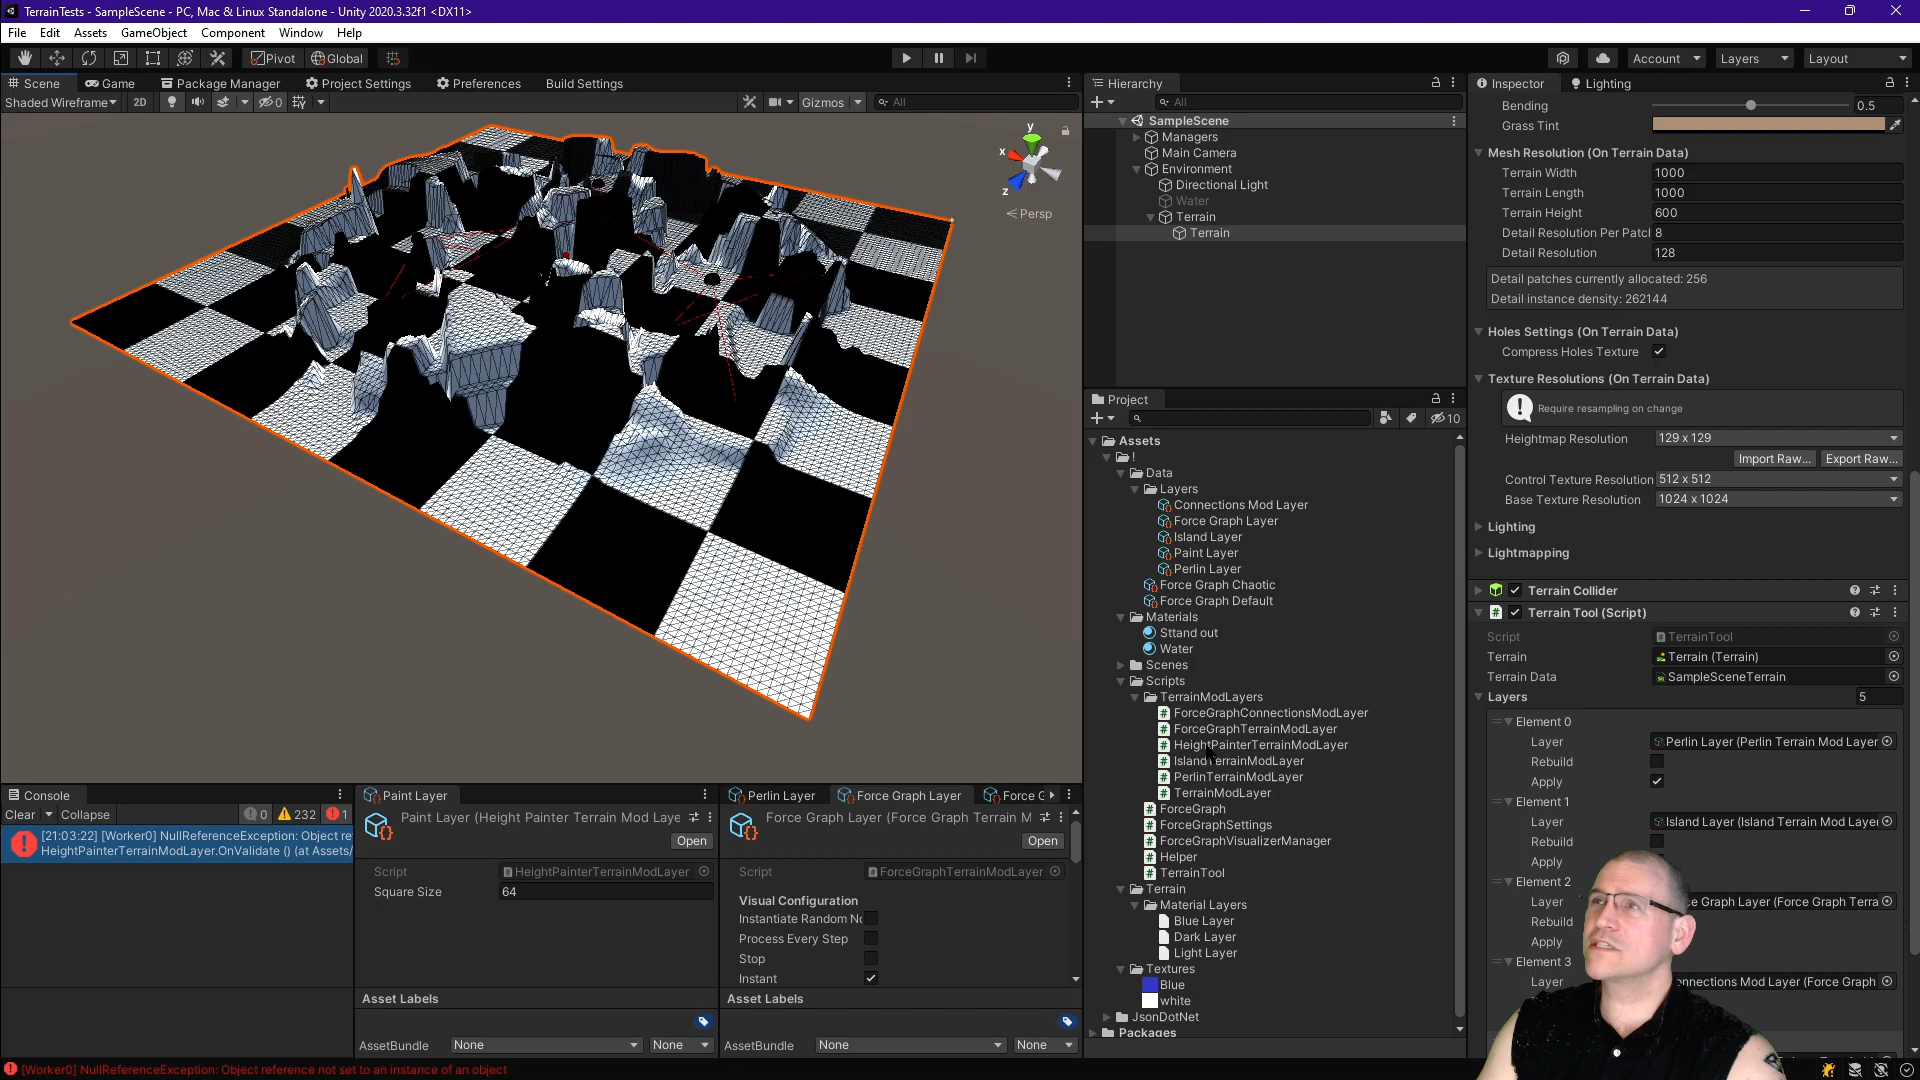 TerrainTests - SampleScene - PC, Mac & Linux Standalone - Unity 2020.3.32f1 <DX11>
File Edit Assets GameObject Component Window Help
Pivot Global Account Layers Layout
Scene Game Package Manager Project Settings Preferences Build Settings
Shaded Wireframe 2D 0 Gizmos All
y
x
z
Persp
Hierarchy
All
SampleScene
Managers
Main Camera
Environment
Directional Light
Water
Terrain
Terrain
Project
10
Assets
!
Data
Layers
Connections Mod Layer
Force Graph Layer
Island Layer
Paint Layer
Perlin Layer
Force Graph Chaotic
Force Graph Default
Materials
Sttand out
Water
Scenes
Scripts
TerrainModLayers
ForceGraphConnectionsModLayer
ForceGraphTerrainModLayer
HeightPainterTerrainModLayer
IslandTerrainModLayer
PerlinTerrainModLayer
TerrainModLayer
ForceGraph
ForceGraphSettings
ForceGraphVisualizerManager
Helper
TerrainTool
Terrain
Material Layers
Blue Layer
Dark Layer
Light Layer
Textures
Blue
white
JsonDotNet
Packages
Inspector Lighting
Bending 0.5
Grass Tint
Mesh Resolution (On Terrain Data)
Terrain Width 1000
Terrain Length 1000
Terrain Height 600
Detail Resolution Per Patcl 8
Detail Resolution 128
Detail patches currently allocated: 256
Detail instance density: 262144
Holes Settings (On Terrain Data)
Compress Holes Texture
Texture Resolutions (On Terrain Data)
Require resampling on change
Heightmap Resolution 129 x 129
Import Raw... Export Raw...
Control Texture Resolution 512 x 512
Base Texture Resolution 1024 x 1024
Lighting
Lightmapping
Terrain Collider
Terrain Tool (Script)
Script TerrainTool
Terrain Terrain (Terrain)
Terrain Data SampleSceneTerrain
Layers 5
Element 0
Layer Perlin Layer (Perlin Terrain Mod Layer
Rebuild
Apply
Element 1
Layer Island Layer (Island Terrain Mod Layer
Rebuild
Apply
Element 2
Layer ce Graph Layer (Force Graph Terra
Rebuild
Apply
Element 3
Layer onnections Mod Layer (Force Graph
Console
Clear Collapse 0 232 1
[21:03:22] [Worker0] NullReferenceException: Object re
HeightPainterTerrainModLayer.OnValidate () (at Assets/
Paint Layer
Paint Layer (Height Painter Terrain Mod Laye
Open
Script HeightPainterTerrainModLayer
Square Size 64
Asset Labels
AssetBundle None None
Perlin Layer Force Graph Layer Force G
Force Graph Layer (Force Graph Terrain M
Open
Script ForceGraphTerrainModLayer
Visual Configuration
Instantiate Random No
Process Every Step
Stop
Instant
Asset Labels
AssetBundle None None
[Worker0] NullReferenceException: Object reference not set to an instance of an object